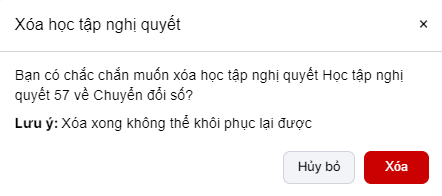 Xóa học tập nghị quyết
×
Bạn có chắc chắn muốn xóa học tập nghị quyết Học tập nghị
quyết 57 về Chuyển đổi số?
Lưu ý: Xóa xong không thể khôi phục lại được
Hủy bỏ
Xóa